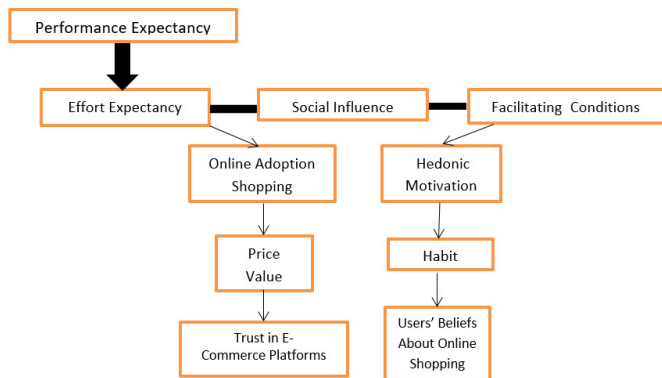 Performance Expectancy
Effort Expectancy
Social Influence
Facilitating Conditions
Online Adoption
Shopping
Hedonic
Motivation
Price
Value
Habit
Trust in E-
Commerce Platforms
Users' Beliefs
About Online
Shopping